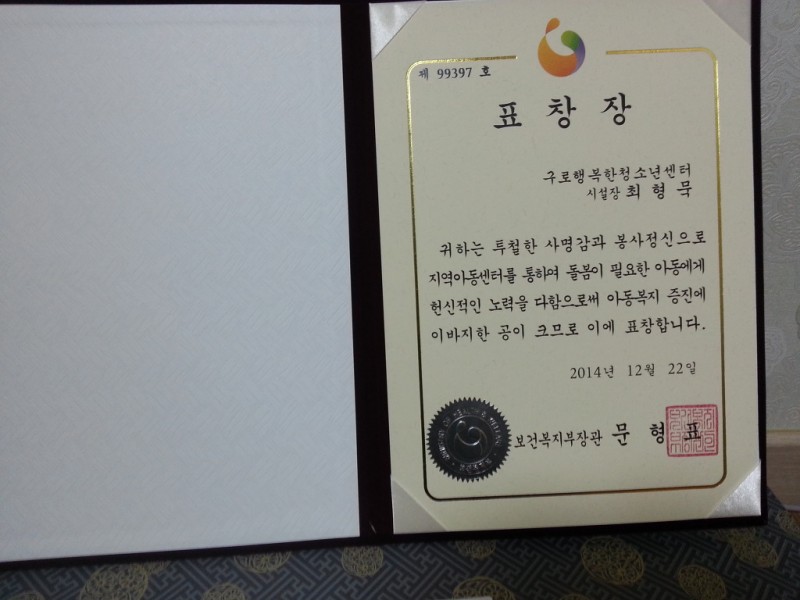 제 99397 호
표창장
구로행복한청소년센터
시설장 최형묵
귀하는 투철한 사명감과 봉사정신으로
지역아동센터를 통하여 돌봄이 필요한 아동에게
헌신적인 노력을 다함으로써 아동복지 증진에
이바지한 공이 크므로 이에 표창합니다.
2014년 12월 22일
보건복지부장관 문형표